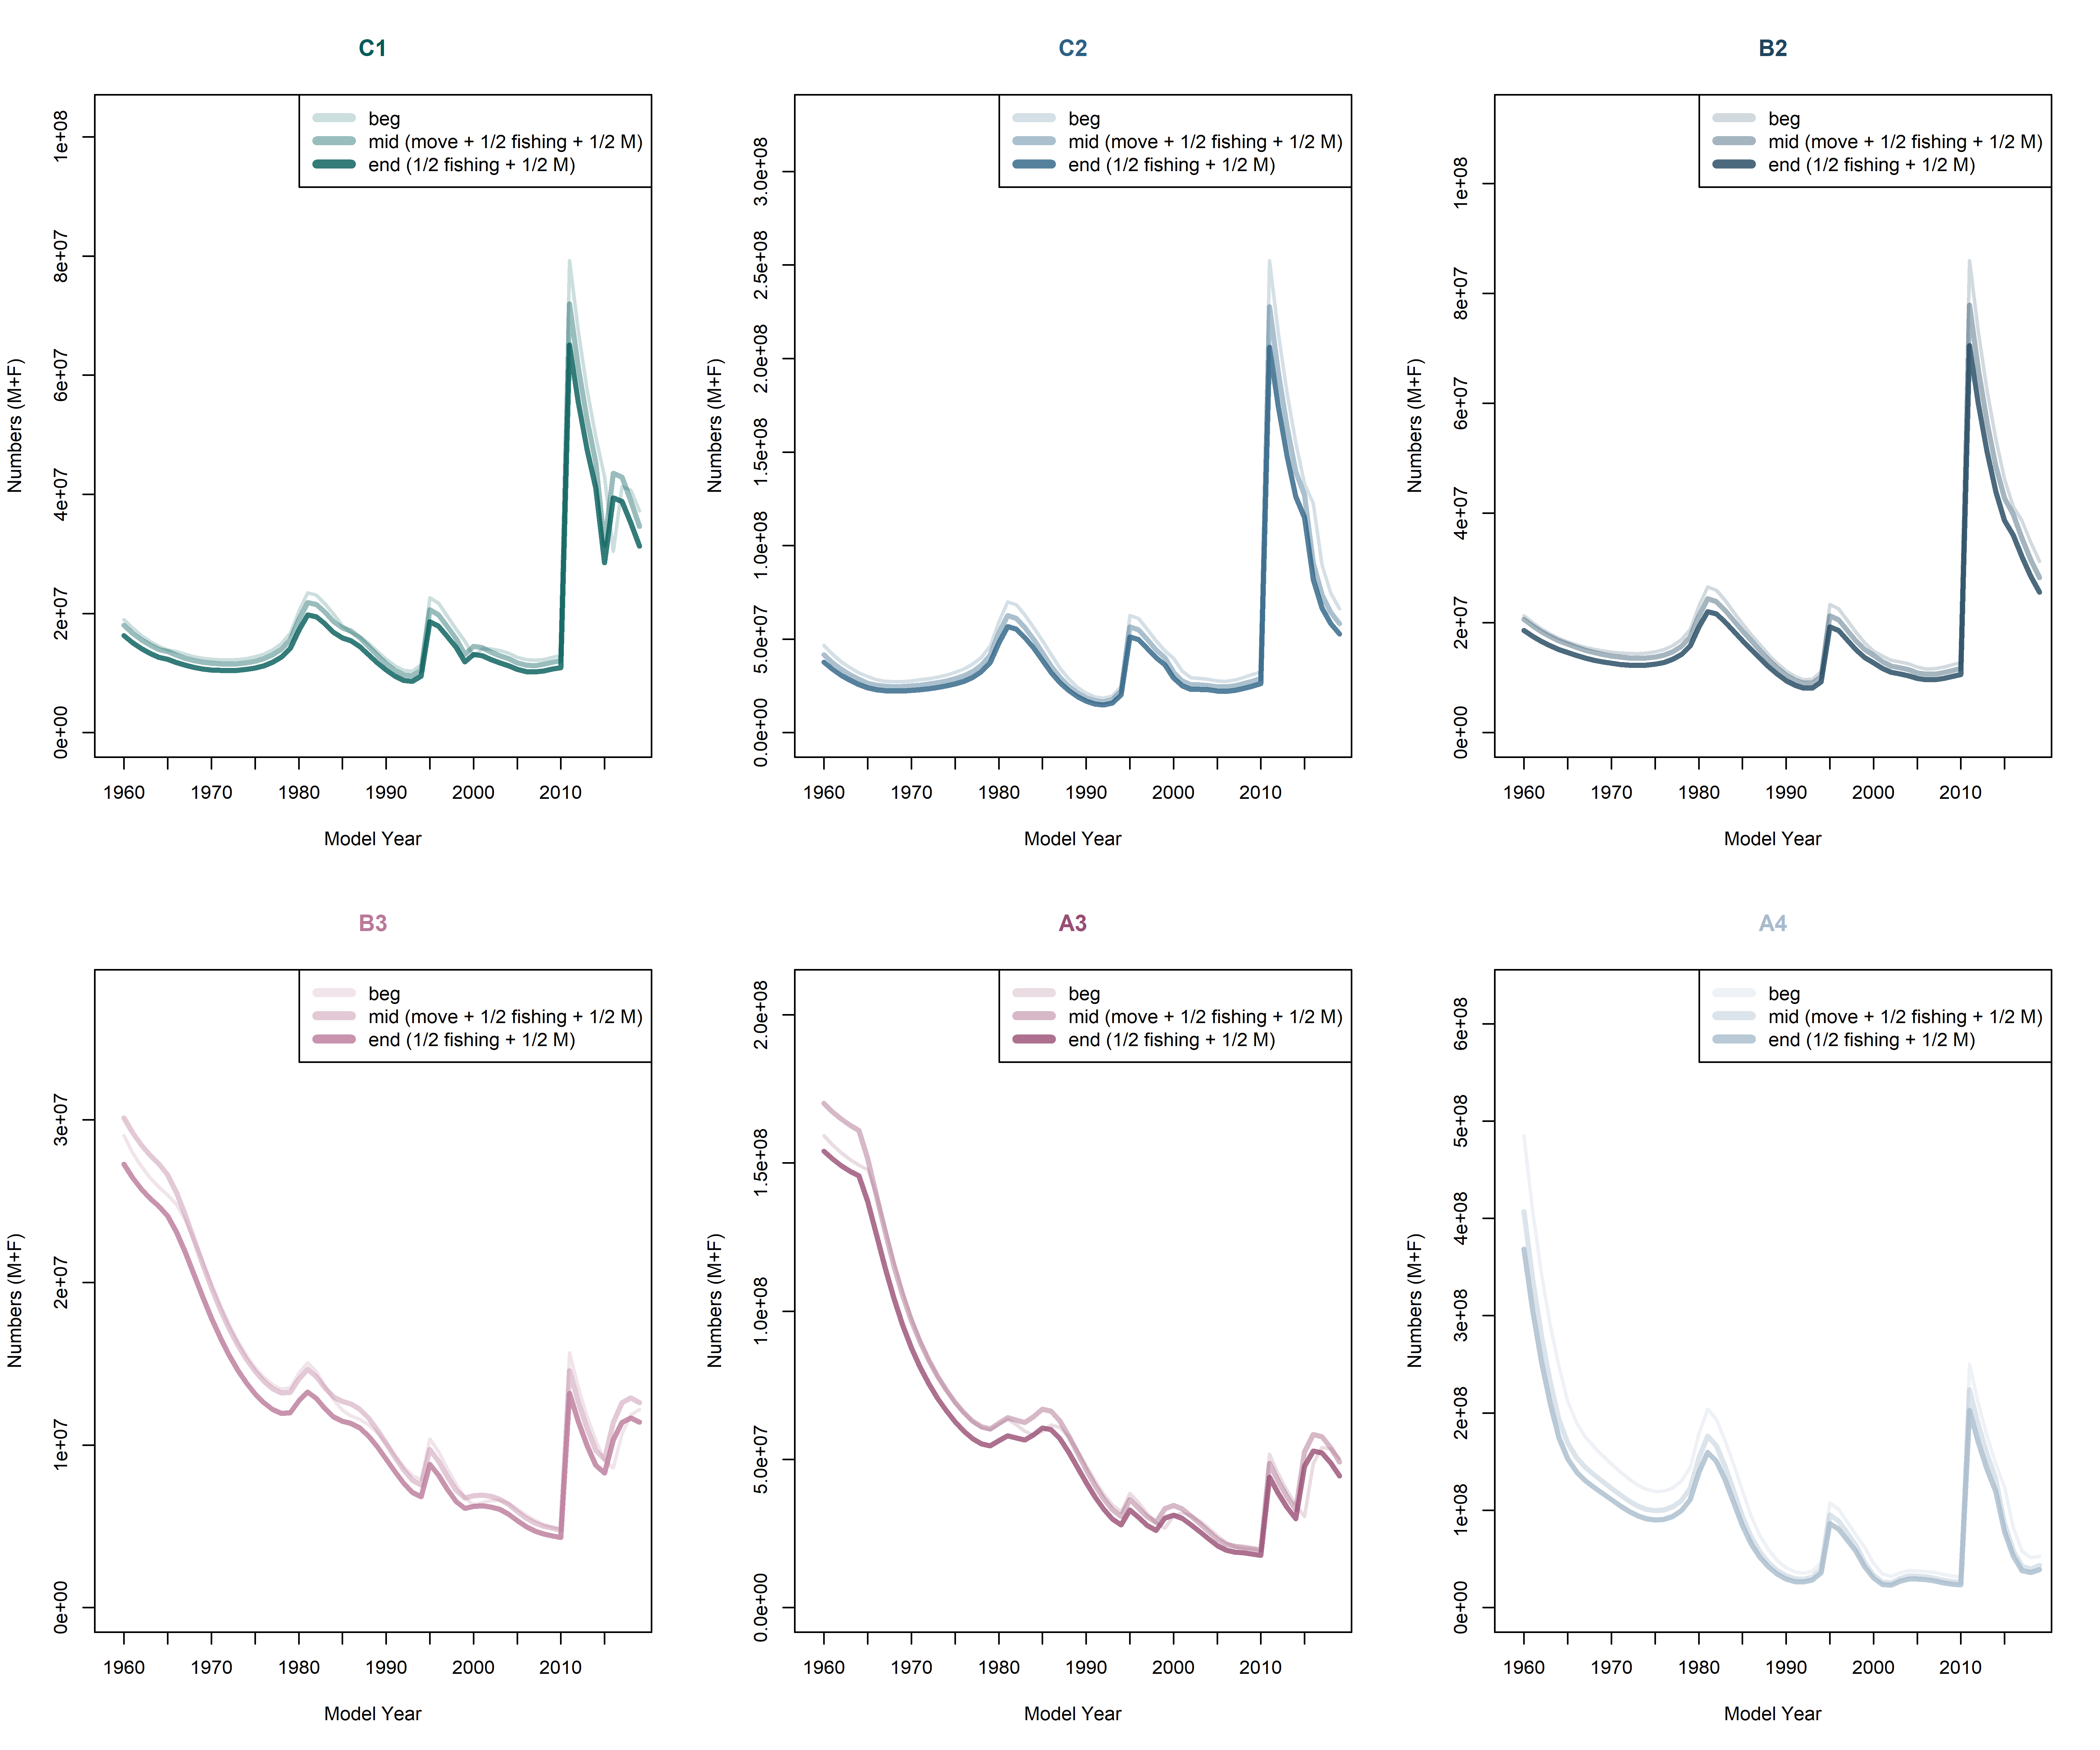 C1
beg
mid (move + 1/2 fishing + 1/2 M)
end (1/2 fishing + 1/2 M)
Numbers (M+F)
0e+00
2e+07
4e+07
6e+07
8e+07
1e+08
1960
1970
1980
1990
2000
2010
Model Year
C2
beg
mid (move + 1/2 fishing + 1/2 M)
end (1/2 fishing + 1/2 M)
Numbers (M+F)
0.0e+00
5.0e+07
1.0e+08
1.5e+08
2.0e+08
2.5e+08
3.0e+08
1960
1970
1980
1990
2000
2010
Model Year
B2
beg
mid (move + 1/2 fishing + 1/2 M)
end (1/2 fishing + 1/2 M)
Numbers (M+F)
0e+00
2e+07
4e+07
6e+07
8e+07
1e+08
1960
1970
1980
1990
2000
2010
Model Year
B3
beg
mid (move + 1/2 fishing + 1/2 M)
end (1/2 fishing + 1/2 M)
Numbers (M+F)
0e+00
1e+07
2e+07
3e+07
1960
1970
1980
1990
2000
2010
Model Year
A3
beg
mid (move + 1/2 fishing + 1/2 M)
end (1/2 fishing + 1/2 M)
Numbers (M+F)
0.0e+00
5.0e+07
1.0e+08
1.5e+08
2.0e+08
1960
1970
1980
1990
2000
2010
Model Year
A4
beg
mid (move + 1/2 fishing + 1/2 M)
end (1/2 fishing + 1/2 M)
Numbers (M+F)
0e+00
1e+08
2e+08
3e+08
4e+08
5e+08
6e+08
1960
1970
1980
1990
2000
2010
Model Year